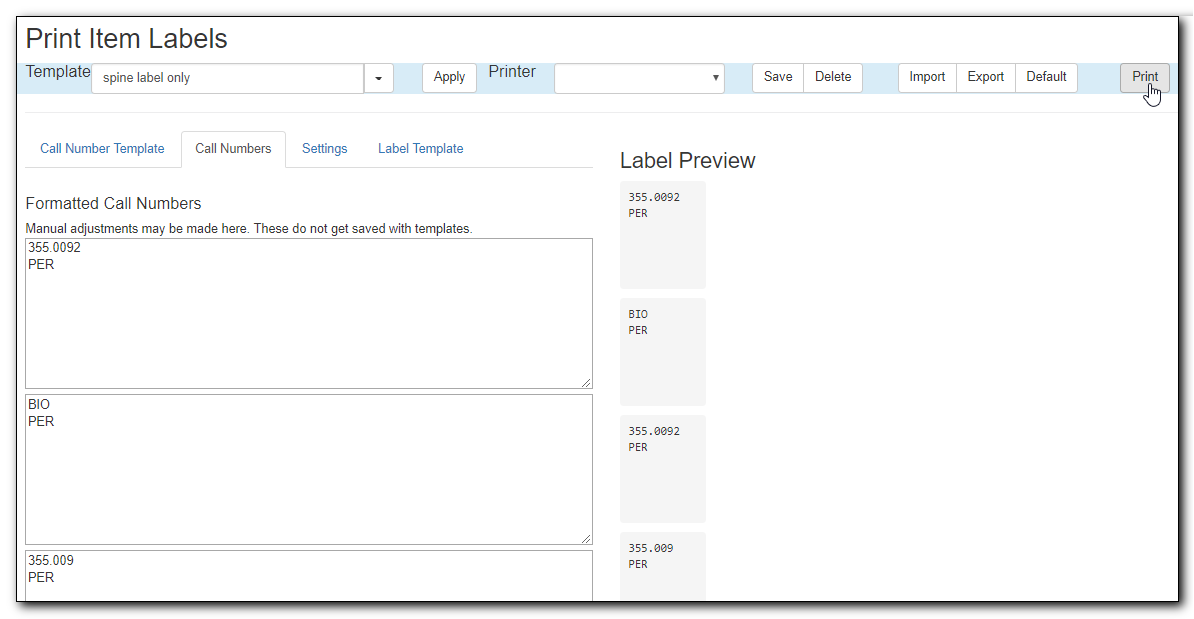 Print Item Labels
Template spine label only Apply Printer Save Delete Import Export Default Print
Call Number Template Call Numbers Settings Label Template
Formatted Call Numbers
Manual adjustments may be made here. These do not get saved with templates.
355.0092
PER
BIO
PER
355.009
PER
Label Preview
355.0092
PER
BIO
PER
355.0092
PER
355.009
PER